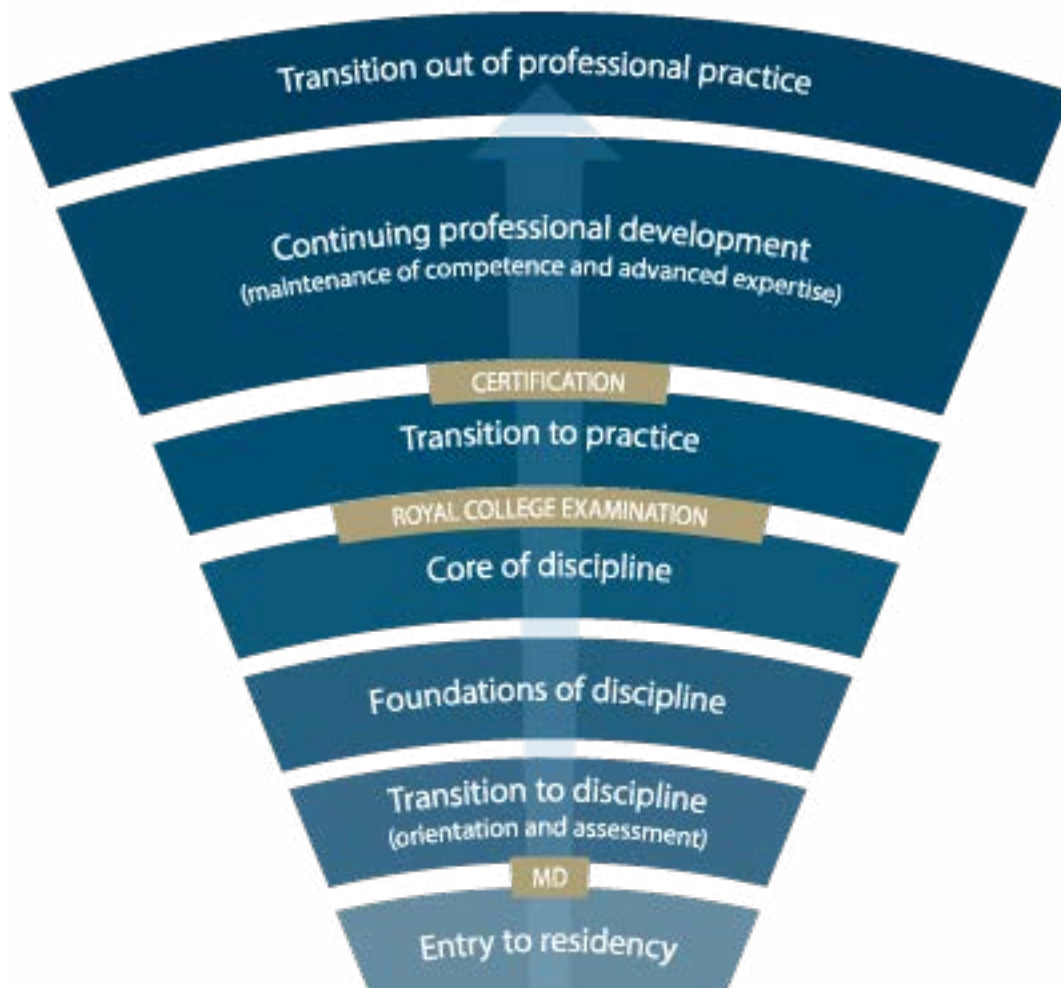 Transition out of professional practice
Continuing professional development
(maintenance of competence and advanced expertise)
CERTIFICATION
Transition to practice
ROYAL COLLEGE EXAMINATION
Core of discipline
Foundations of discipline
Transition to discipline
(orientation and assessment)
MD
Entry to residency